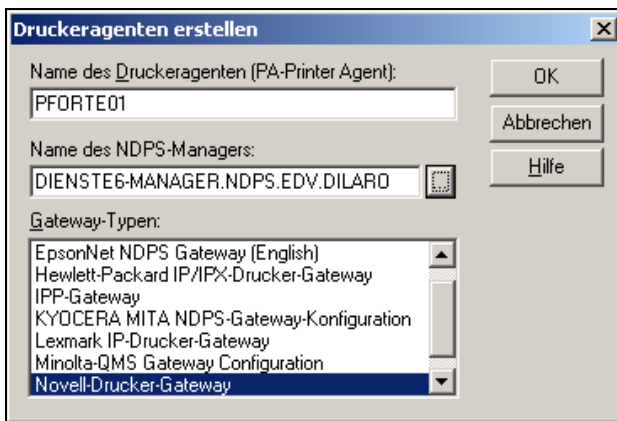 Druckeragenten erstellen
Name des Druckeragenten (PA-Printer Agent):
PFORTE01
OK
Abbrechen
Name des NDPS-Managers:
DIENSTE6-MANAGER.NDPS.EDV.DILARO
Hilfe
Gateway-Typen:
EpsonNet NDPS Gateway (English)
Hewlett-Packard IP/IPX-Drucker-Gateway
IPP-Gateway
KYOCERA MITA NDPS-Gateway-Konfiguration
Lexmark IP-Drucker-Gateway
Minolta-QMS Gateway Configuration
Novell-Drucker-Gateway